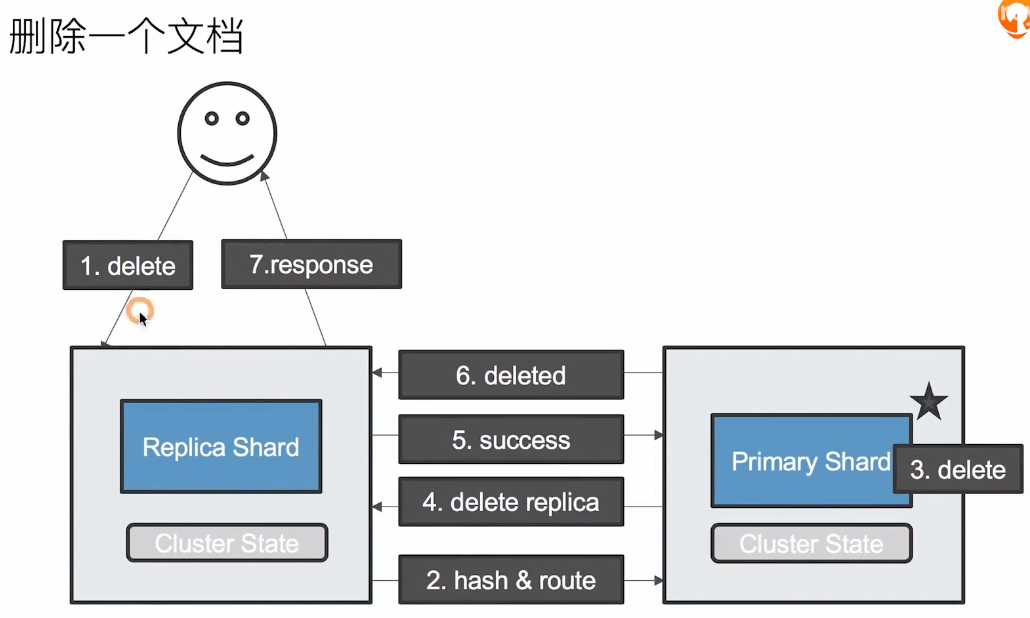 删除一个文档
1. delete
7.response
6. deleted
5. success
Replica Shard
Primary Shard
3. delete
4. delete replica
Cluster State
Cluster State
2. hash & route